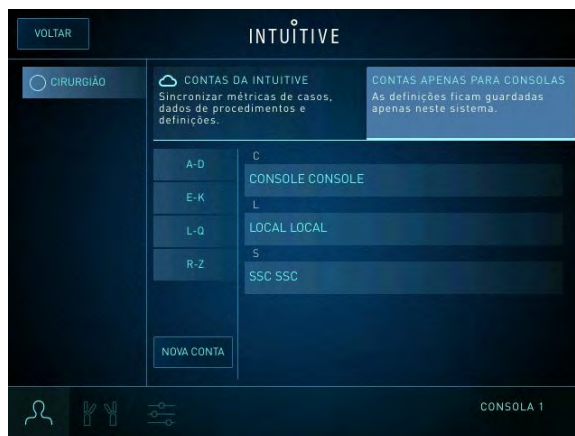 VOLTAR
INTUITIVE
CIRURGIÃO
CONTAS DA INTUITIVE
Sincronizar métricas de casos,
dados de procedimentos e
definições.
CONTAS APENAS PARA CONSOLAS
As definições ficam guardadas
apenas neste sistema.
A-D
E-K
L-Q
R-Z
C
CONSOLE CONSOLE
L
LOCAL LOCAL
S
SSC SSC
NOVA CONTA
CONSOLA 1